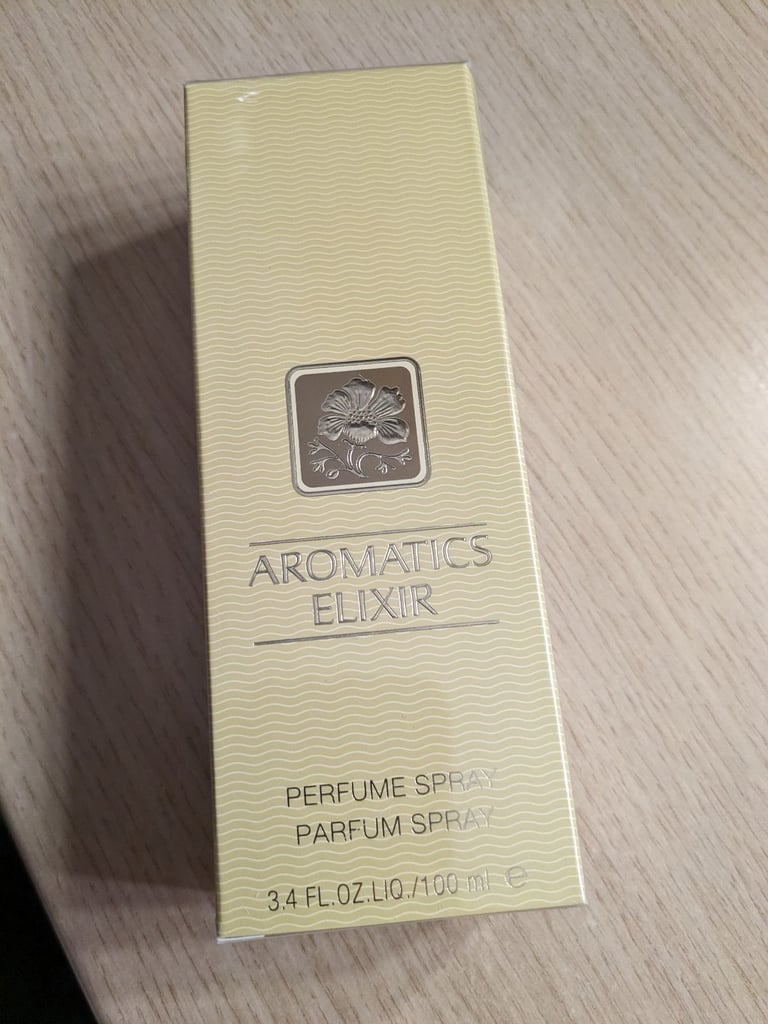 AROMATICS
ELIXIR
PERFUME SPRAY
PARFUM SPRAY
3.4 FL.OZ.LIQ./100 ml ℮